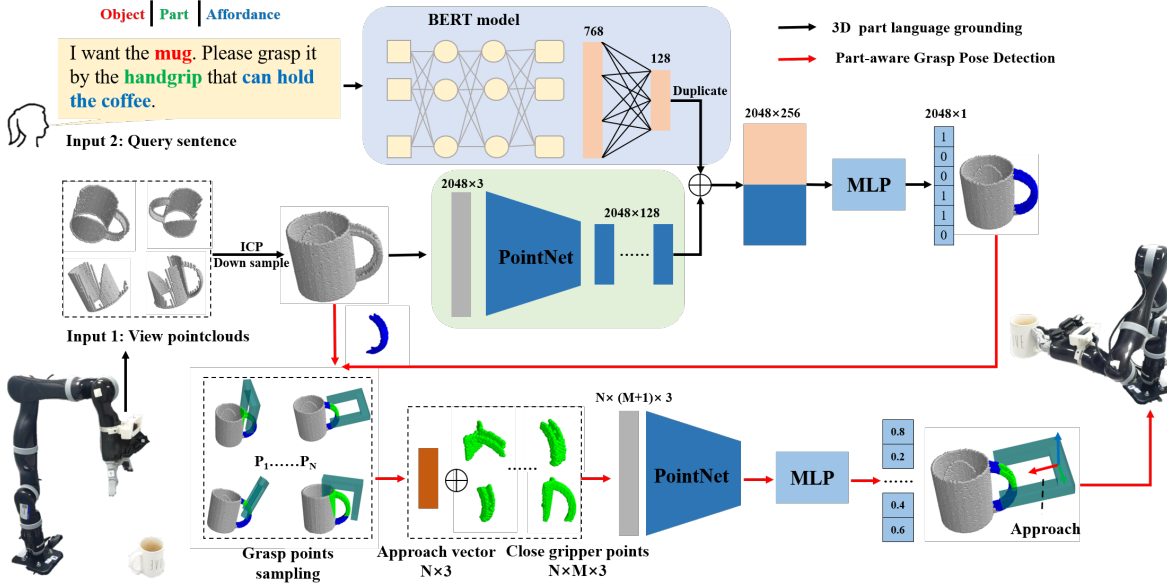 Object | Part | Affordance
I want the mug. Please grasp it
by the handgrip that can hold
the coffee.
Input 2: Query sentence
BERT model
768
128
Duplicate
3D part language grounding
Part-aware Grasp Pose Detection
2048×3
PointNet
2048×128
2048×256
MLP
2048×1
1
0
0
1
1
0
ICP
Down sample
Input 1: View pointclouds
P1......PN
Grasp points
sampling
Approach vector
N×3
Close gripper points
N×M×3
N× (M+1)× 3
PointNet
MLP
0.8
0.2
0.4
0.6
Approach